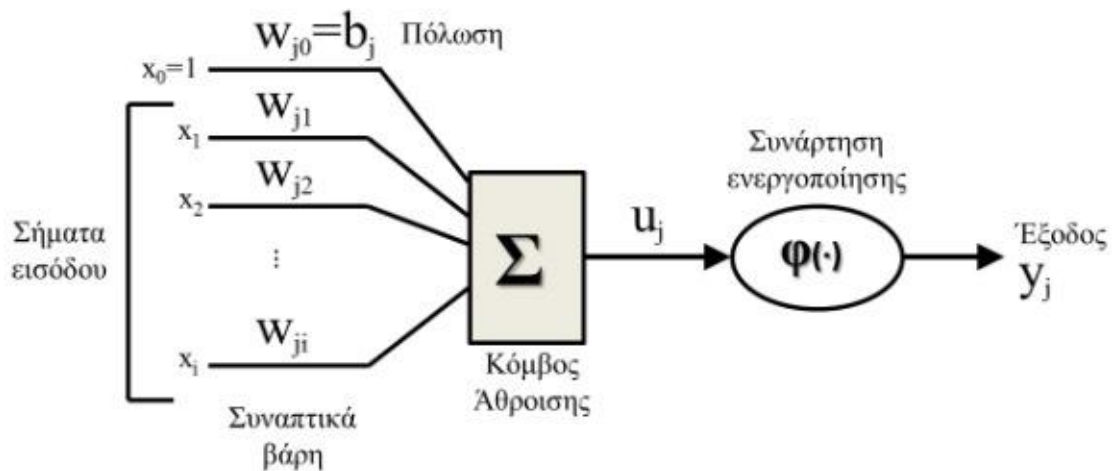 w_j0=b_j Πόλωση
x_0=1
w_j1
x_1
w_j2
x_2
Σήματα
εισόδου
⋮
w_ji
x_i
Συναπτικά
βάρη
Σ
Κόμβος
Άθροισης
u_j
Συνάρτηση
ενεργοποίησης
φ(·)
Έξοδος
y_j